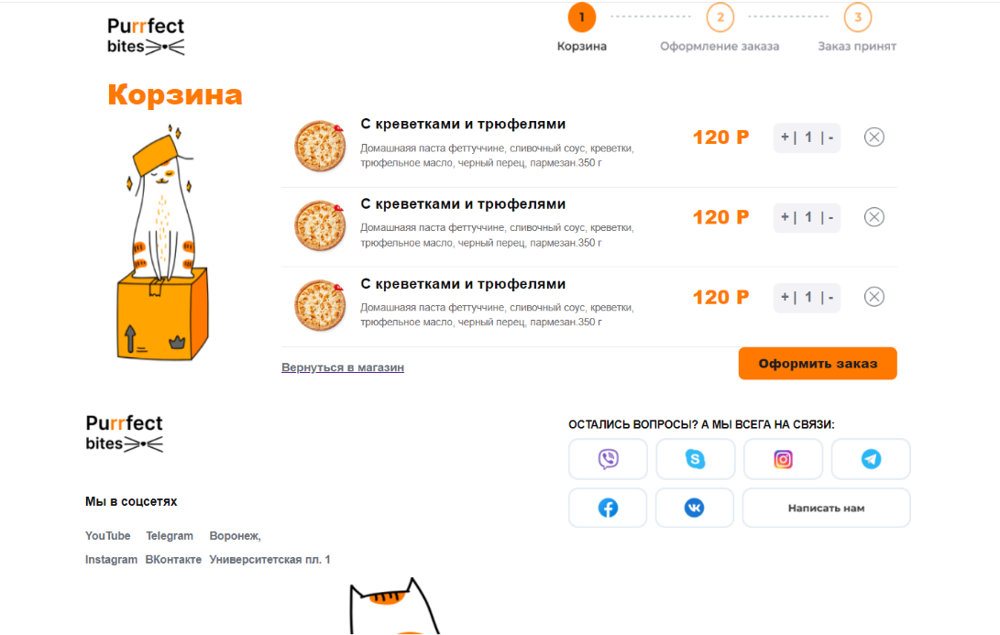 Purrfect
bites
1
2
3
Корзина
Оформление заказа
Заказ принят
Корзина
С креветками и трюфелями
Домашнаяя паста феттуччине, сливочный соус, креветки,
трюфельное масло, черный перец, пармезан.350 г
120 Р
+ | 1 | -
С креветками и трюфелями
Домашнаяя паста феттуччине, сливочный соус, креветки,
трюфельное масло, черный перец, пармезан.350 г
120 Р
+ | 1 | -
С креветками и трюфелями
Домашнаяя паста феттуччине, сливочный соус, креветки,
трюфельное масло, черный перец, пармезан.350 г
120 Р
+ | 1 | -
Вернуться в магазин
Оформить заказ
Purrfect
bites
ОСТАЛИСЬ ВОПРОСЫ? А МЫ ВСЕГА НА СВЯЗИ:
Написать нам
Мы в соцсетях
YouTube Telegram Воронеж,
Instagram ВКонтакте Университетская пл. 1